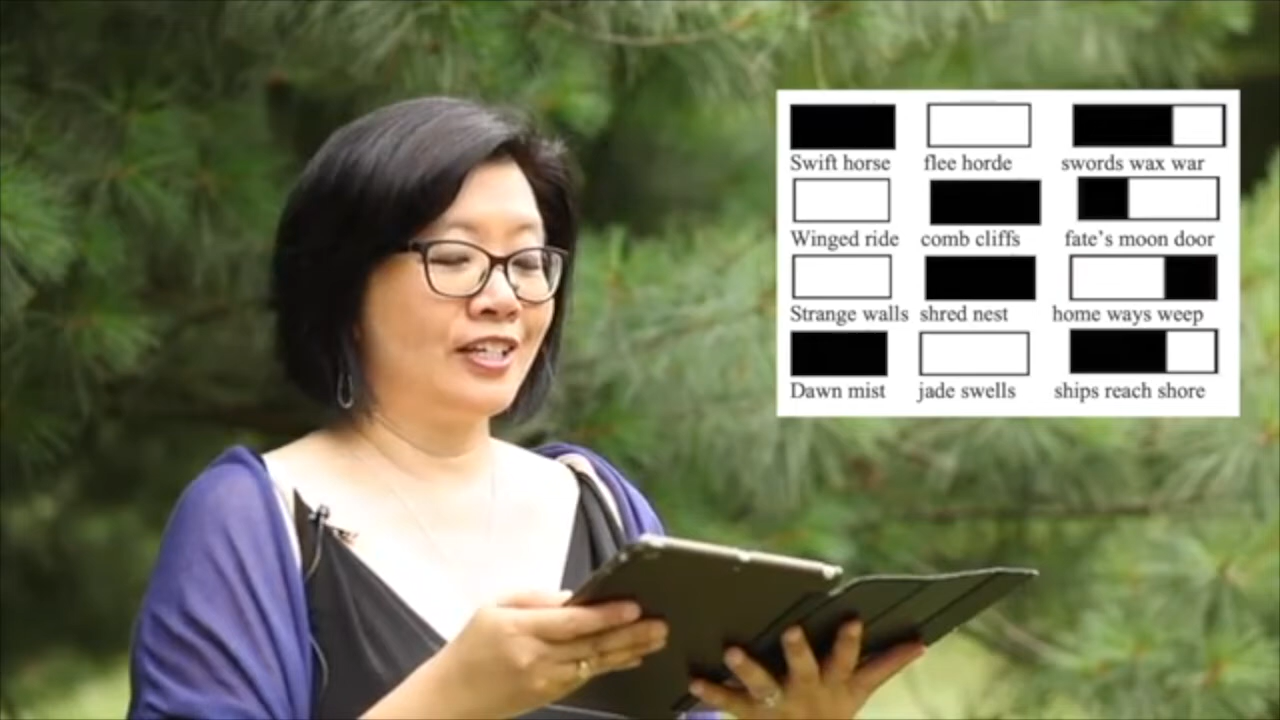 Swift horse flee horde swords wax war
Winged ride comb cliffs fate's moon door
Strange walls shred nest home ways weep
Dawn mist jade swells ships reach shore